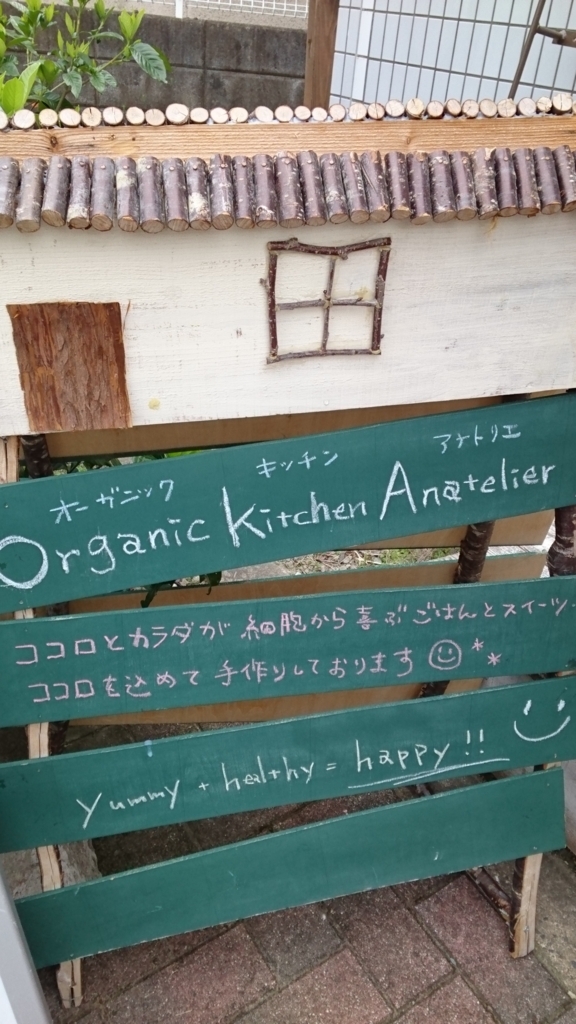 オーガニック キッチン アナトリエ
Organic Kitchen Anatelier
ココロとカラダが 細胞から喜ぶごはんとスイーツ
ココロを込めて 手作りしております
yummy + healthy = happy!!